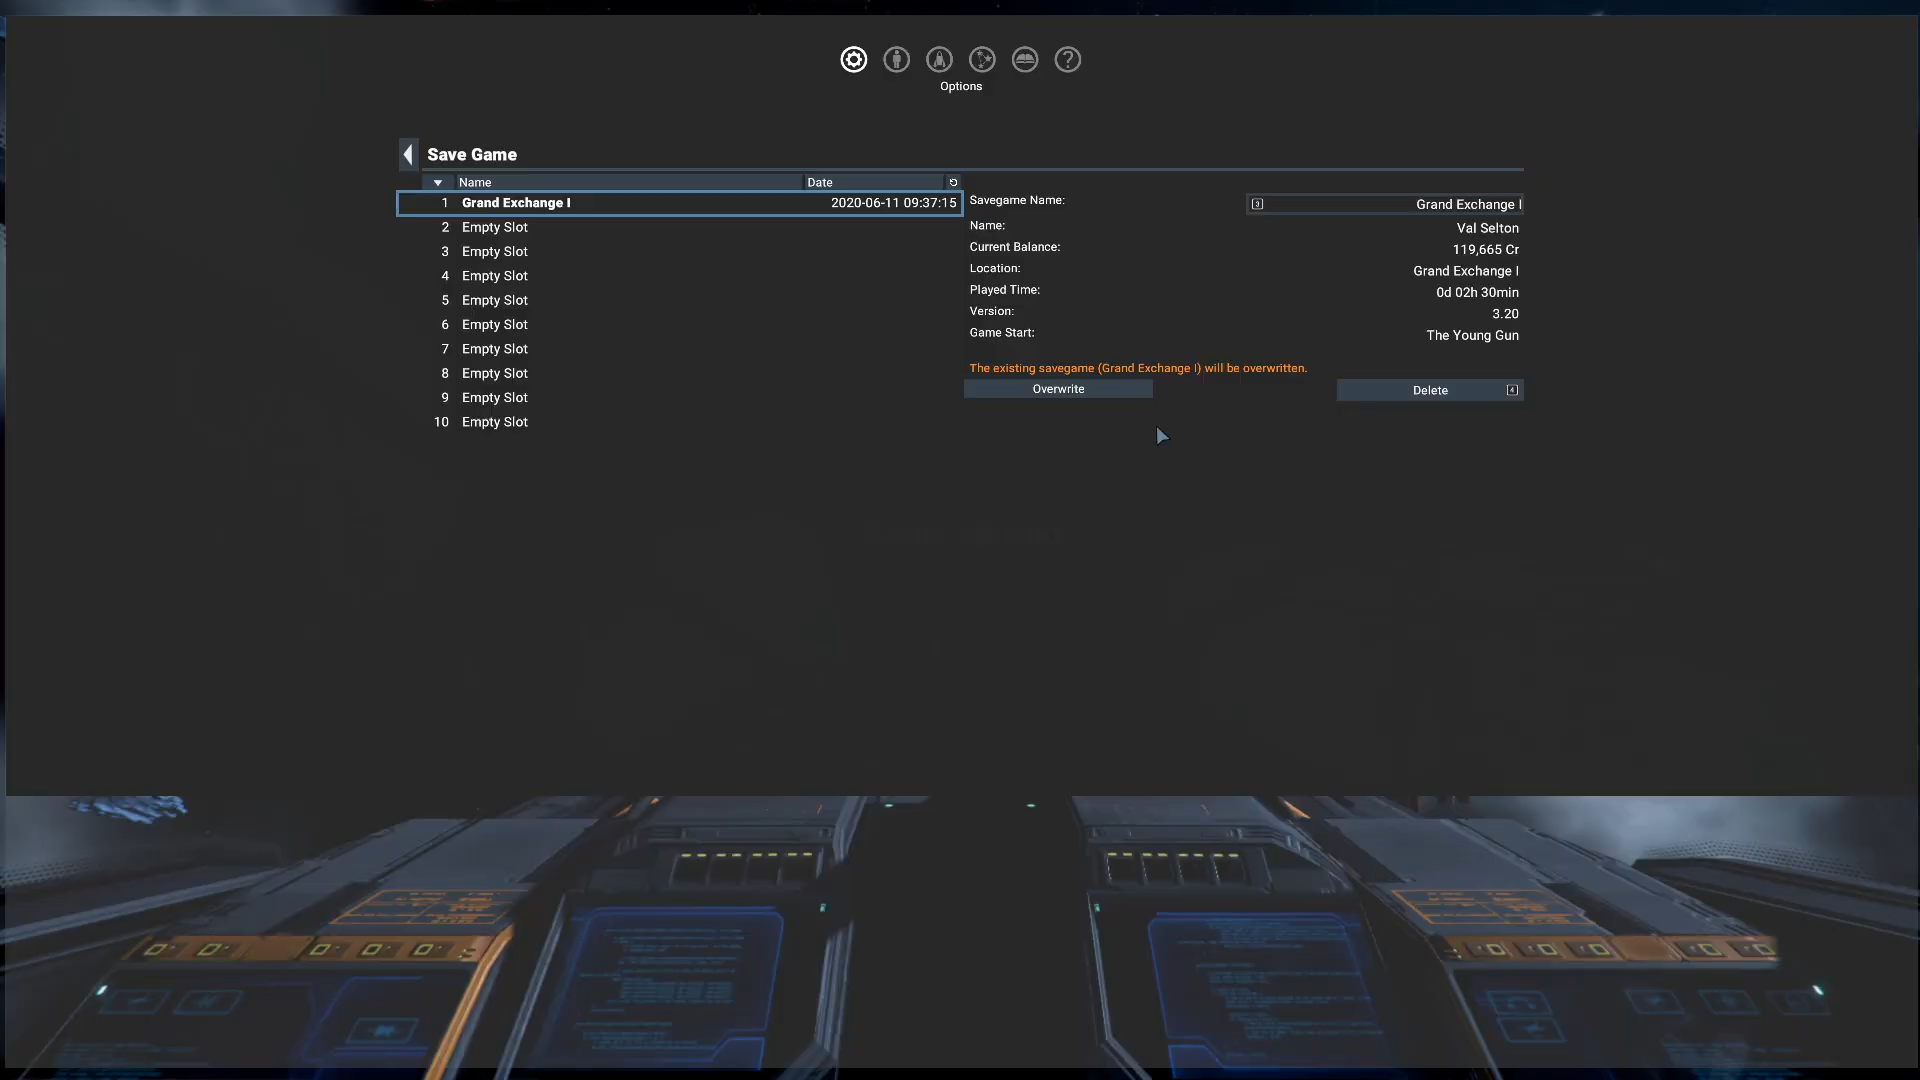 Options
Save Game
Name Date
1 Grand Exchange I 2020-06-11 09:37:15
2 Empty Slot
3 Empty Slot
4 Empty Slot
5 Empty Slot
6 Empty Slot
7 Empty Slot
8 Empty Slot
9 Empty Slot
10 Empty Slot
Savegame Name: 3 Grand Exchange I
Name: Val Selton
Current Balance: 119,665 Cr
Location: Grand Exchange I
Played Time: 0d 02h 30min
Version: 3.20
Game Start: The Young Gun
The existing savegame (Grand Exchange I) will be overwritten.
Overwrite
Delete 4